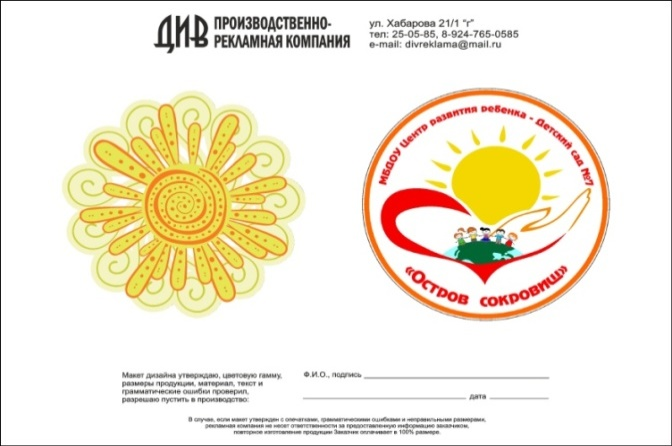 ДИВ ПРОИЗВОДСТВЕННО-
РЕКЛАМНАЯ КОМПАНИЯ
ул. Хабарова 21/1 "г"
тел: 25-05-85, 8-924-765-0585
e-mail: divreklama@mail.ru
МБДОУ Центр развития ребенка - Детский сад №7
«Остров сокровищ»
Макет дизайна утверждаю, цветовую гамму,
размеры продукции, материал, текст и
грамматические ошибки проверил,
разрешаю пустить в производство:
Ф.И.О., подпись
дата
В случае, если макет утвержден с опечатками, грамматическими ошибками и неправильными размерами,
рекламная компания не несет ответственности за предоставленную информацию заказчиком,
повторное изготовление продукции Заказчик оплачивает в 100% размере.